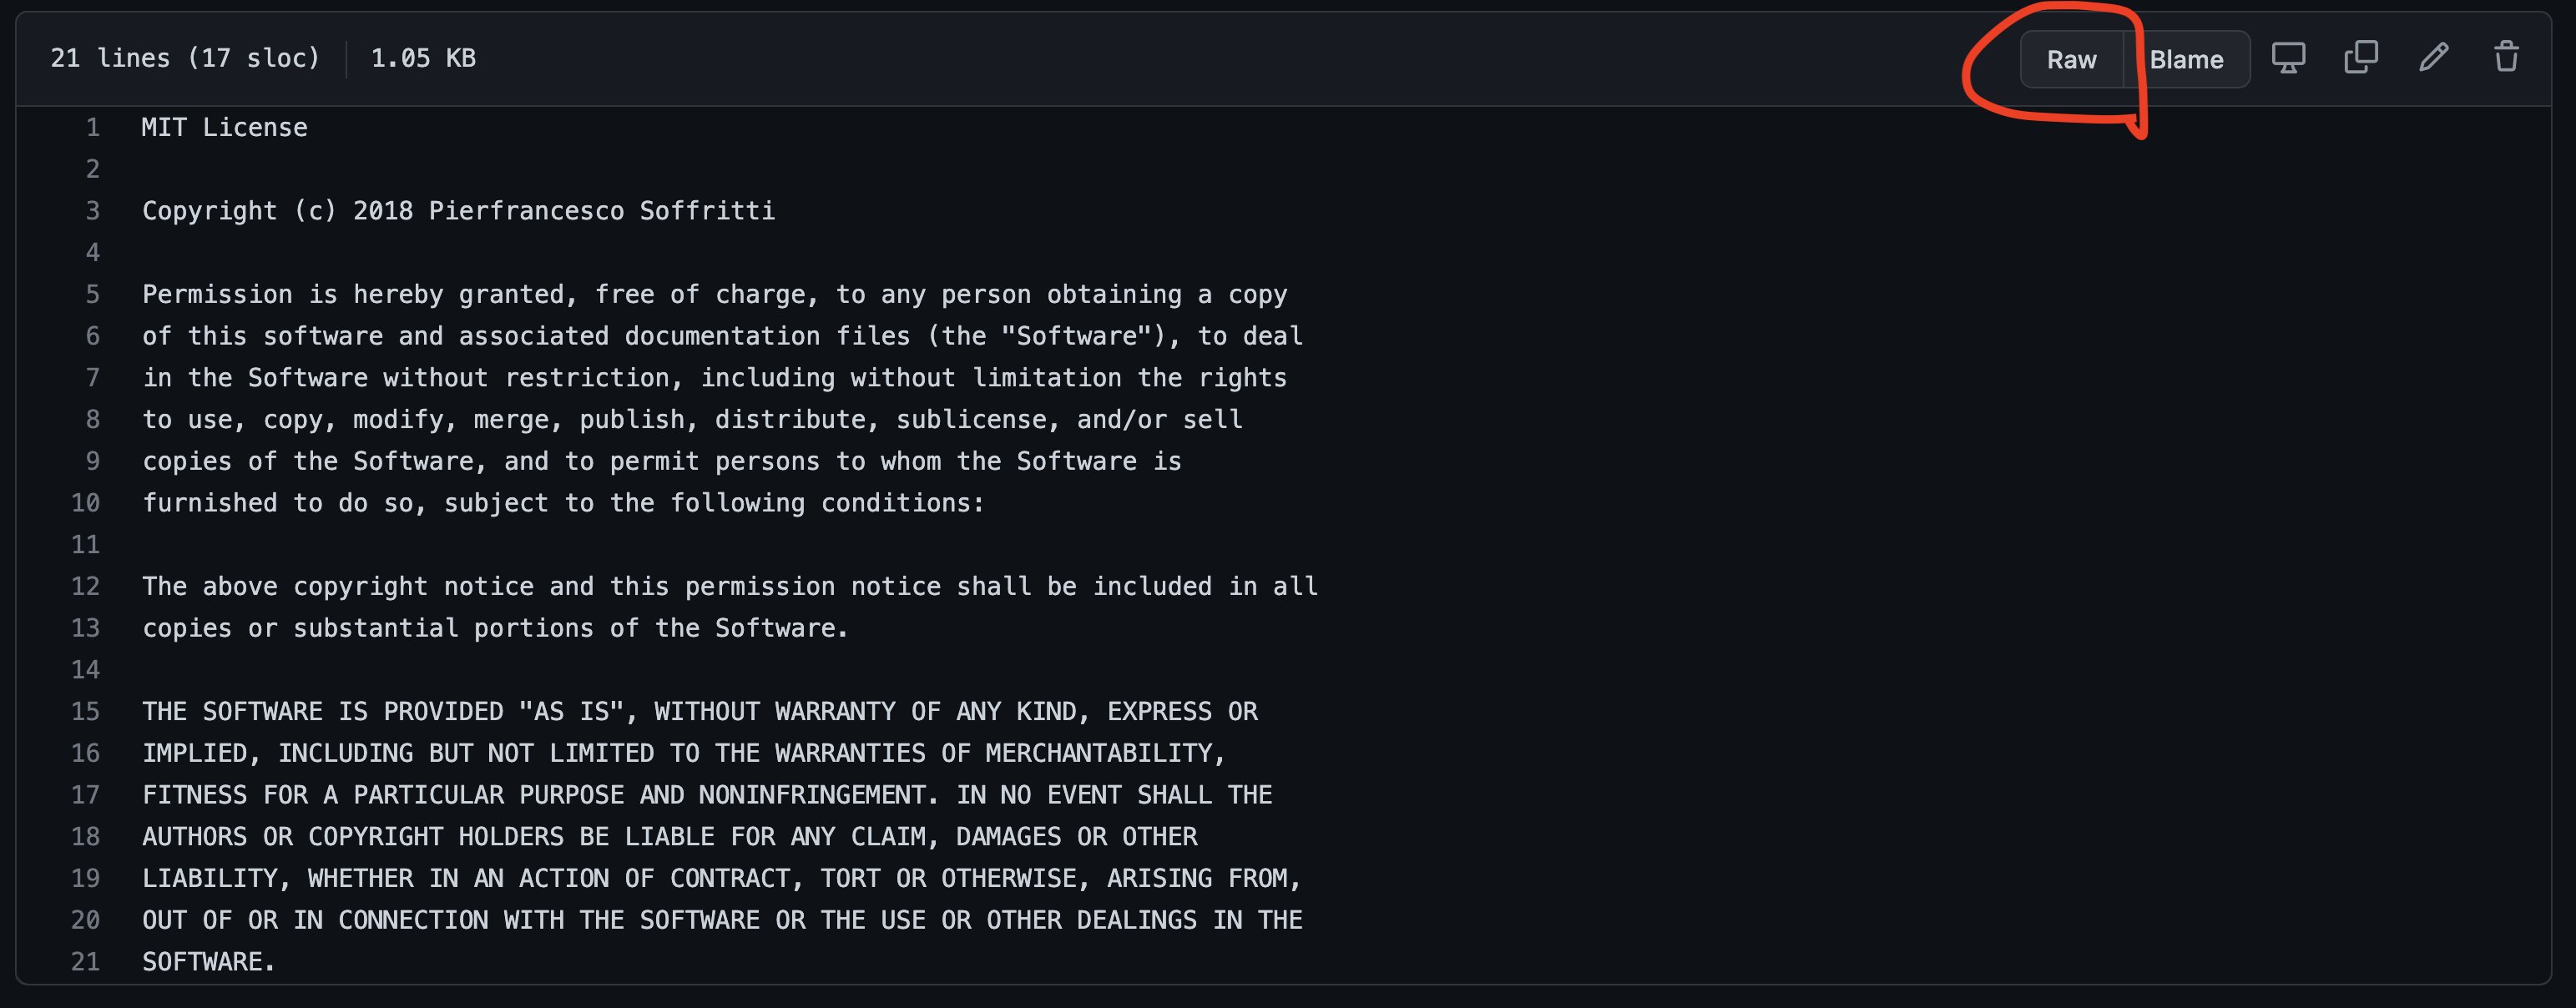 21 lines (17 sloc) 1.05 KB Raw Blame
1 MIT License
2
3 Copyright (c) 2018 Pierfrancesco Soffritti
4
5 Permission is hereby granted, free of charge, to any person obtaining a copy
6 of this software and associated documentation files (the "Software"), to deal
7 in the Software without restriction, including without limitation the rights
8 to use, copy, modify, merge, publish, distribute, sublicense, and/or sell
9 copies of the Software, and to permit persons to whom the Software is
10 furnished to do so, subject to the following conditions:
11
12 The above copyright notice and this permission notice shall be included in all
13 copies or substantial portions of the Software.
14
15 THE SOFTWARE IS PROVIDED "AS IS", WITHOUT WARRANTY OF ANY KIND, EXPRESS OR
16 IMPLIED, INCLUDING BUT NOT LIMITED TO THE WARRANTIES OF MERCHANTABILITY,
17 FITNESS FOR A PARTICULAR PURPOSE AND NONINFRINGEMENT. IN NO EVENT SHALL THE
18 AUTHORS OR COPYRIGHT HOLDERS BE LIABLE FOR ANY CLAIM, DAMAGES OR OTHER
19 LIABILITY, WHETHER IN AN ACTION OF CONTRACT, TORT OR OTHERWISE, ARISING FROM,
20 OUT OF OR IN CONNECTION WITH THE SOFTWARE OR THE USE OR OTHER DEALINGS IN THE
21 SOFTWARE.